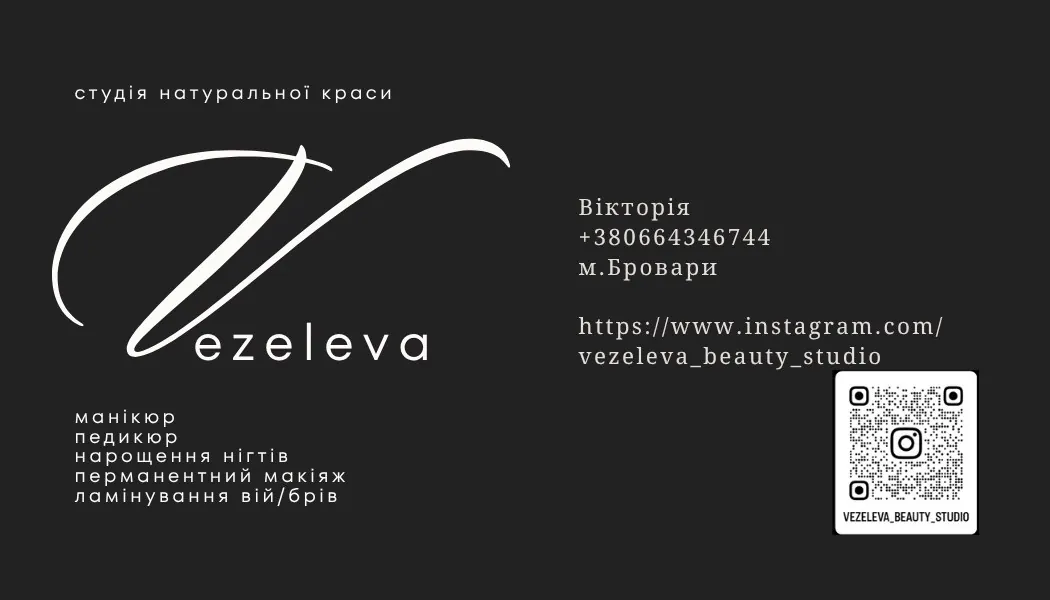 студія натуральної краси
Vezeleva
манікюр
педикюр
нарощення нігтів
перманентний макіяж
ламінування вій/брів
Вікторія
+380664346744
м.Бровари
https://www.instagram.com/
vezeleva_beauty_studio
VEZELEVA_BEAUTY_STUDIO